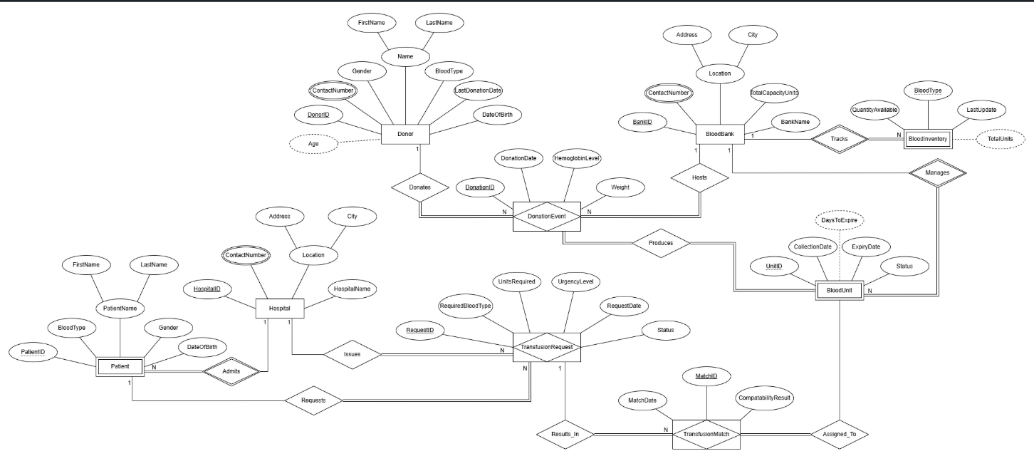 FirstName
LastName
Name
Gender
BloodType
ContactNumber
LastDonationDate
DonorID
DateOfBirth
Donor
Age
1
Donates
Address
City
Location
ContactNumber
TotalCapacityUnits
BankID
BankName
BloodBank
1
1
1
Tracks
N
BloodType
QuantityAvailable
LastUpdate
BloodInventory
TotalUnits
Hosts
Manages
DonationDate
HemoglobinLevel
DonationID
Weight
N
DonationEvent
N
Produces
DaysToExpire
CollectionDate
ExpiryDate
UnitID
Status
BloodUnit
N
Address
City
ContactNumber
Location
HospitalID
HospitalName
Hospital
1
1
FirstName
LastName
PatientName
BloodType
Gender
PatientID
DateOfBirth
Patient
N
1
Admits
Issues
Requests
UnitsRequired
UrgencyLevel
RequiredBloodType
RequestDate
RequestID
Status
N
TransfusionRequest
N
1
Results_In
MatchID
MatchDate
CompatabilityResult
N
TransfusionMatch
Assigned_To